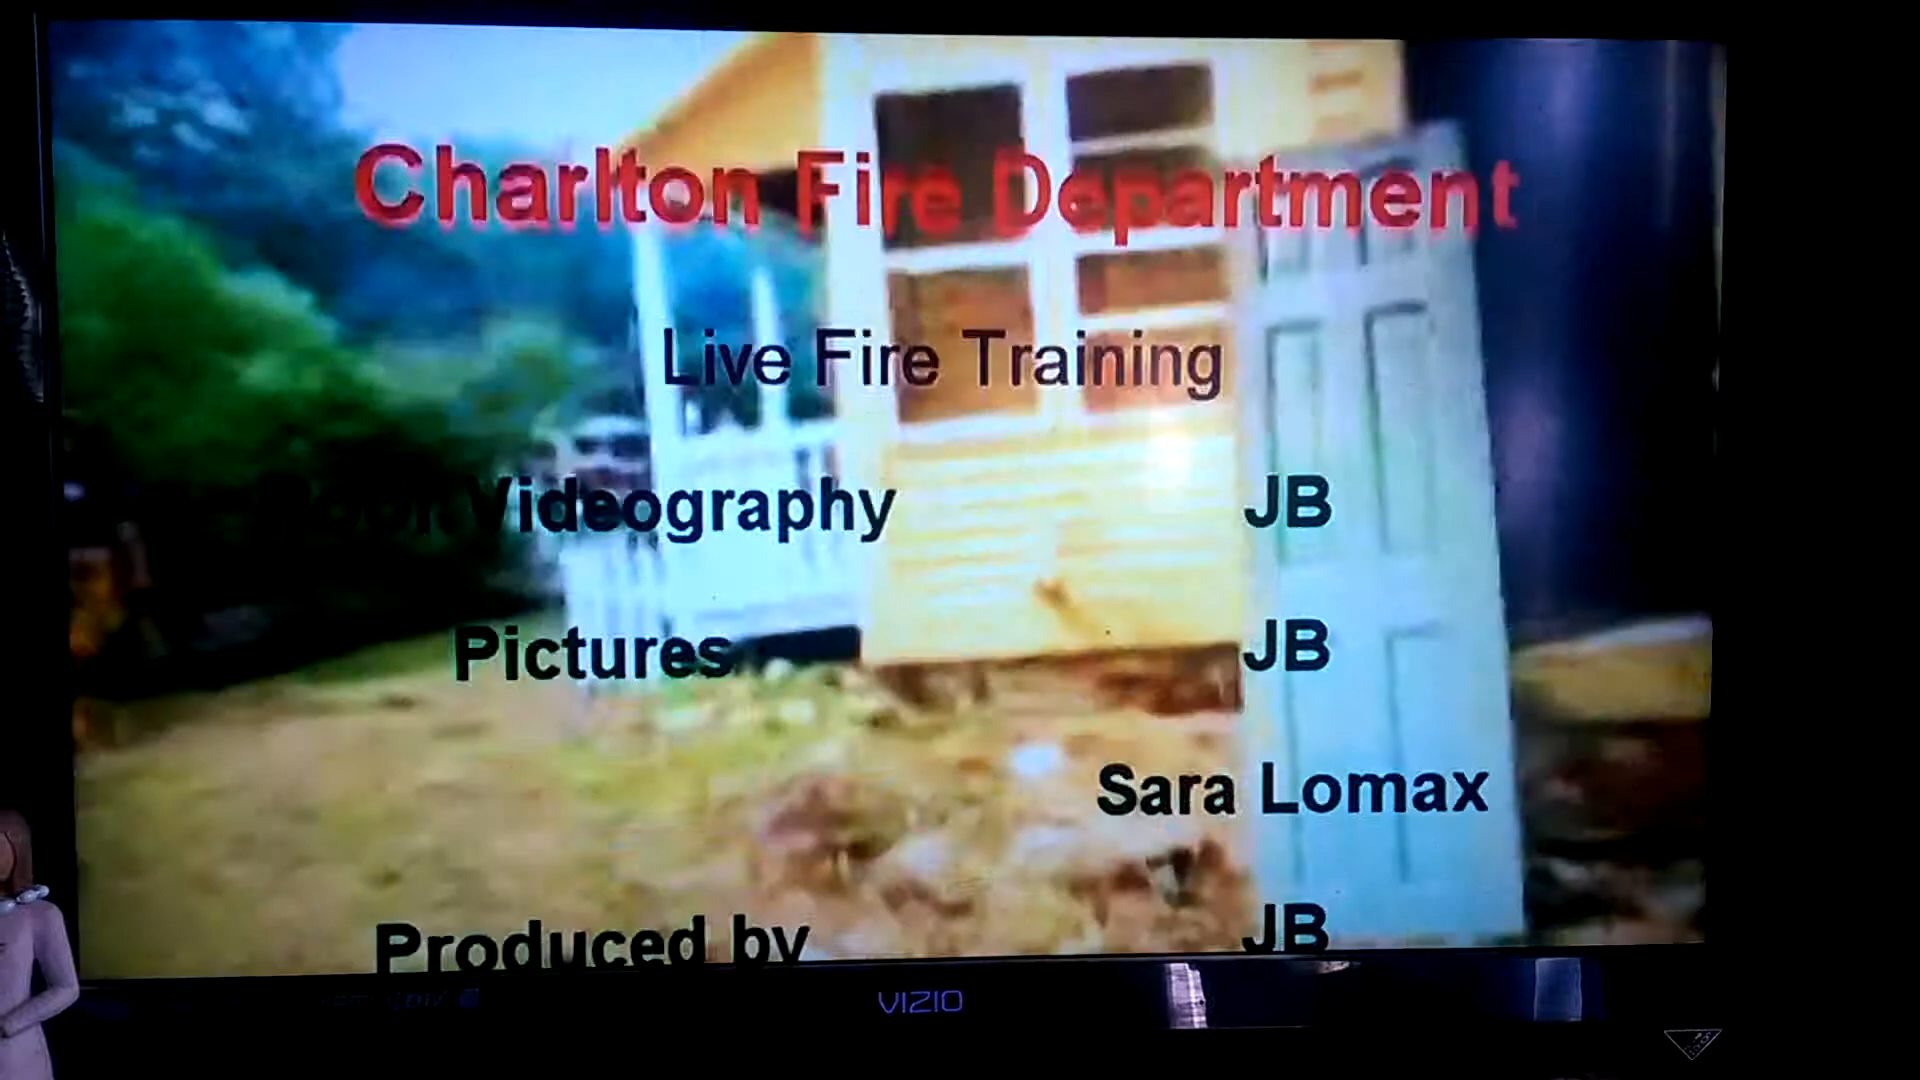 Charlton Fire Department
Live Fire Training
Videography JB
Pictures JB
Sara Lomax
Produced by JB
VIZIO